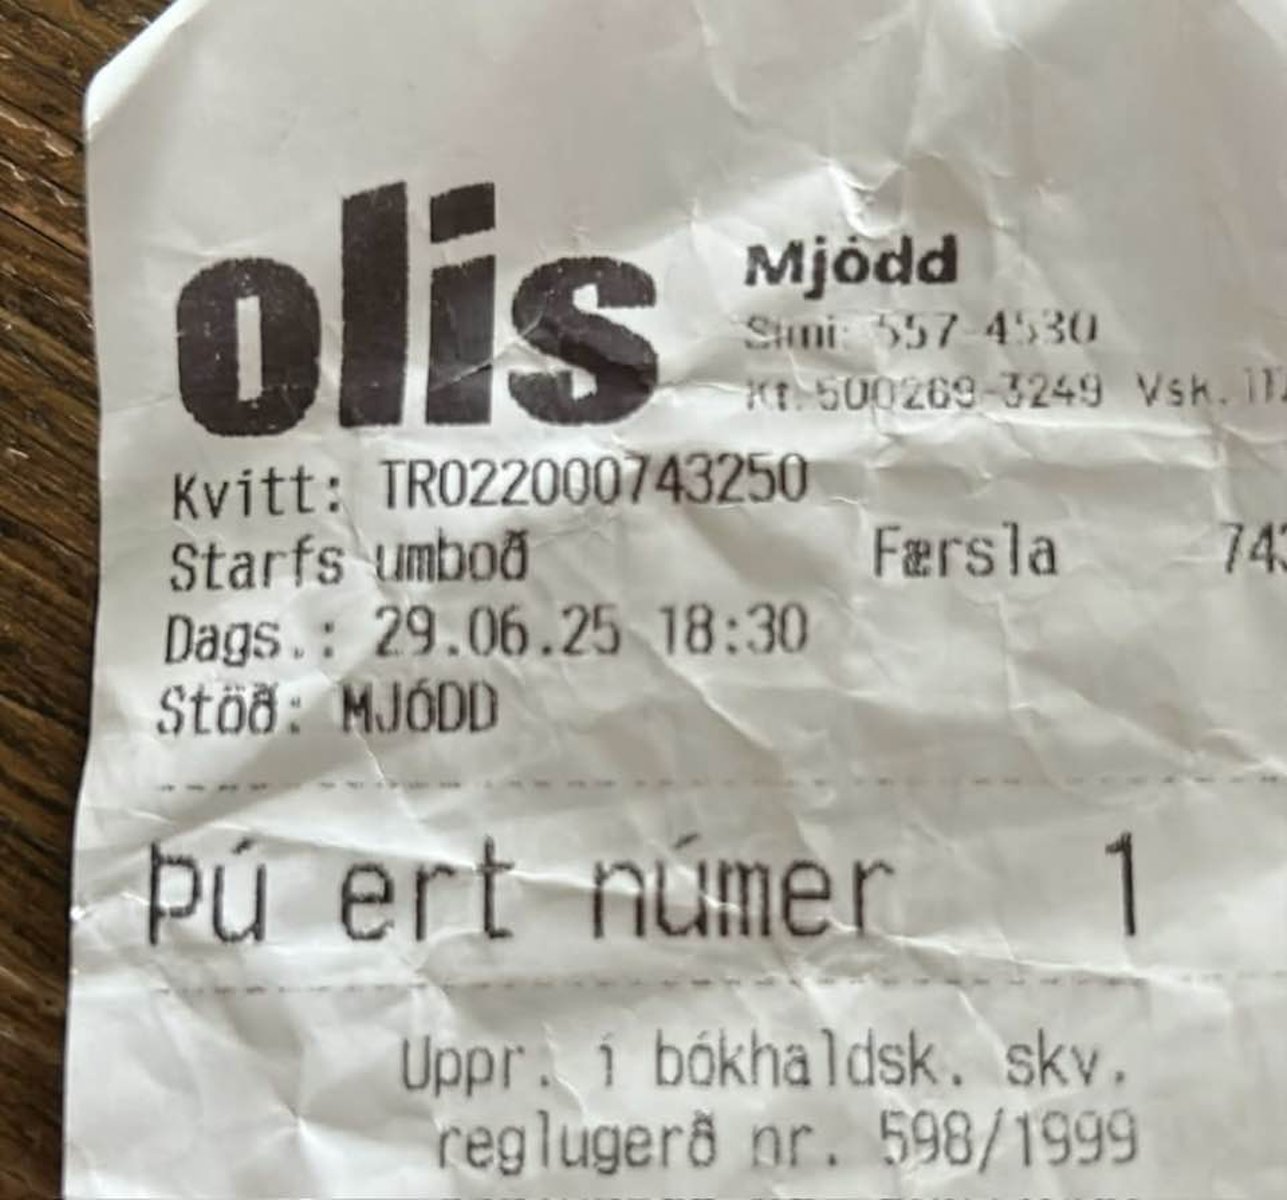 olis
Mjódd
Sími: 557-4530
Kt. 500269-3249 Vsk.
Kvitt: TR022000743250
Starfs umboð
Færsla 743
Dags.: 29.06.25 18:30
Stöð: MJÓDD
Þú ert númer 1
Uppr. í bókhaldsk. skv.
reglugerð nr. 598/1999